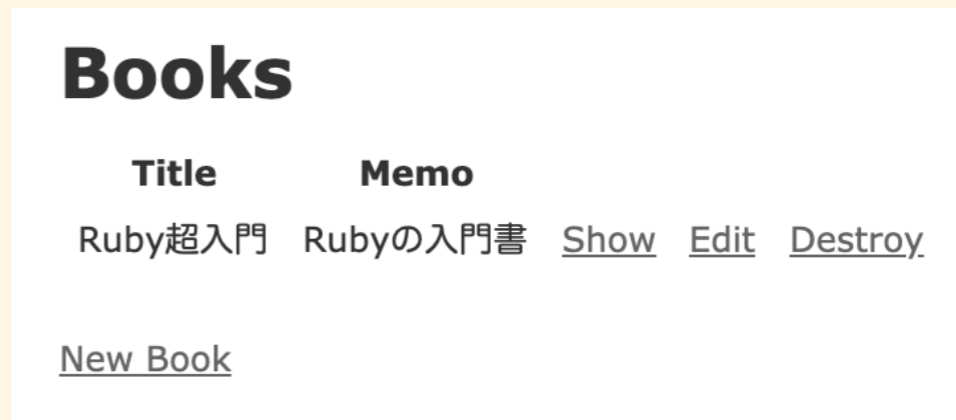 Books
Title Memo
Ruby超入門 Rubyの入門書 Show Edit Destroy
New Book